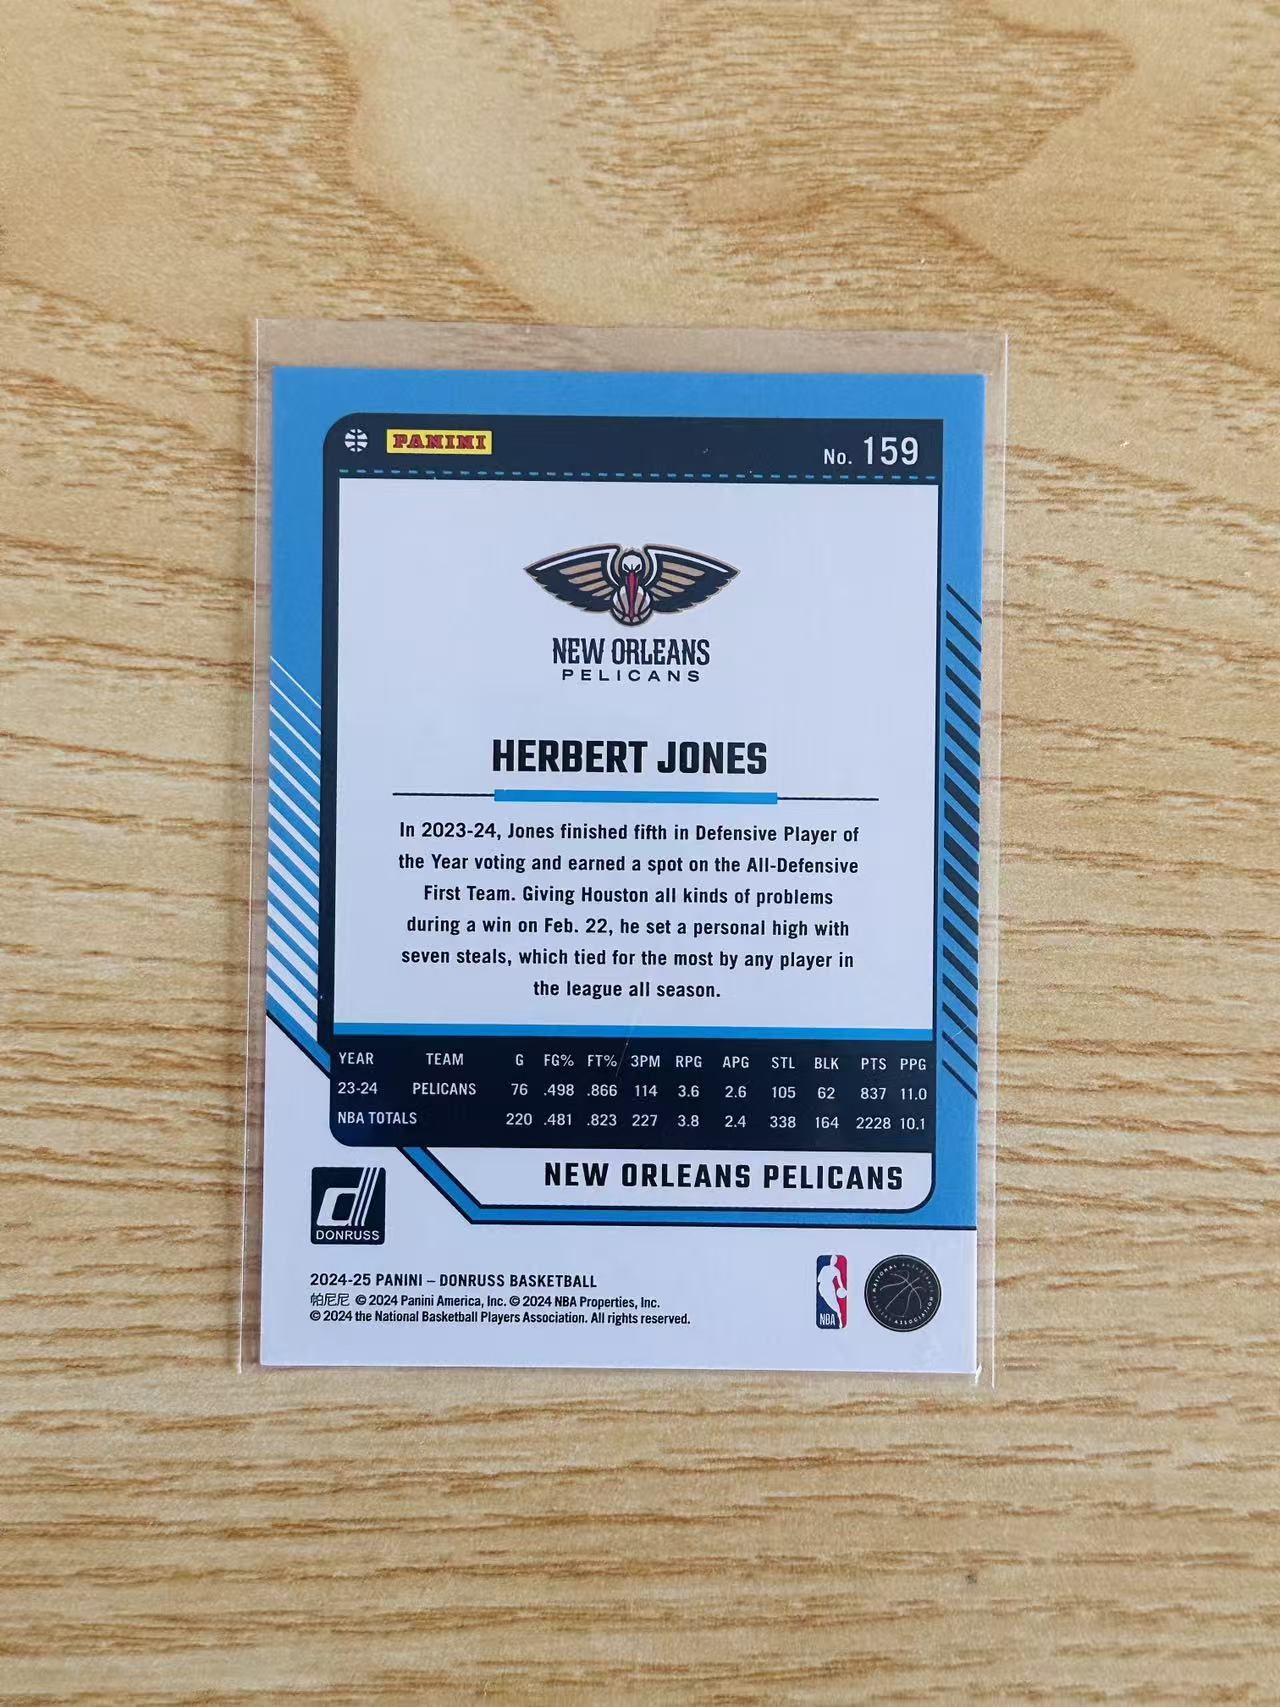 PANINI
No. 159
NEW ORLEANS
PELICANS
HERBERT JONES
In 2023-24, Jones finished fifth in Defensive Player of
the Year voting and earned a spot on the All-Defensive
First Team. Giving Houston all kinds of problems
during a win on Feb. 22, he set a personal high with
seven steals, which tied for the most by any player in
the league all season.
YEAR TEAM G FG% FT% 3PM RPG APG STL BLK PTS PPG
23-24 PELICANS 76 .498 .866 114 3.6 2.6 105 62 837 11.0
NBA TOTALS 220 .481 .823 227 3.8 2.4 338 164 2228 10.1
NEW ORLEANS PELICANS
DONRUSS
2024-25 PANINI – DONRUSS BASKETBALL
帕尼尼 © 2024 Panini America, Inc. © 2024 NBA Properties, Inc.
© 2024 the National Basketball Players Association. All rights reserved.
NBA
NATIONAL BASKETBALL
PLAYERS ASSOCIATION